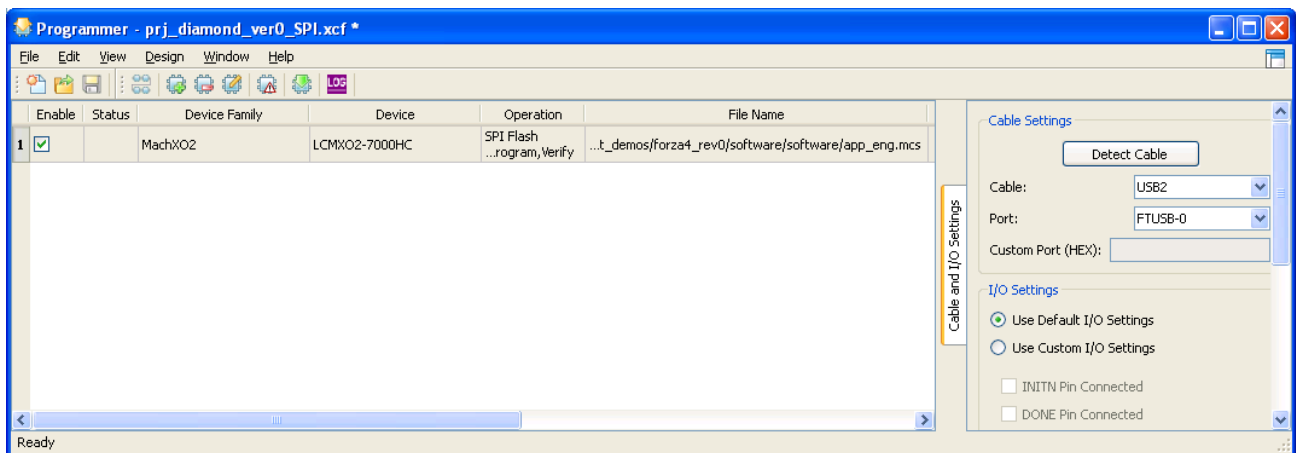 Programmer - prj_diamond_ver0_SPI.xcf *
File Edit View Design Window Help
LOG
Enable Status Device Family Device Operation File Name
1 MachXO2 LCMXO2-7000HC SPI Flash ...rogram,Verify ...t_demos/forza4_rev0/software/software/app_eng.mcs
Cable and I/O Settings
Cable Settings
Detect Cable
Cable: USB2
Port: FTUSB-0
Custom Port (HEX):
I/O Settings
Use Default I/O Settings
Use Custom I/O Settings
INITN Pin Connected
DONE Pin Connected
Ready